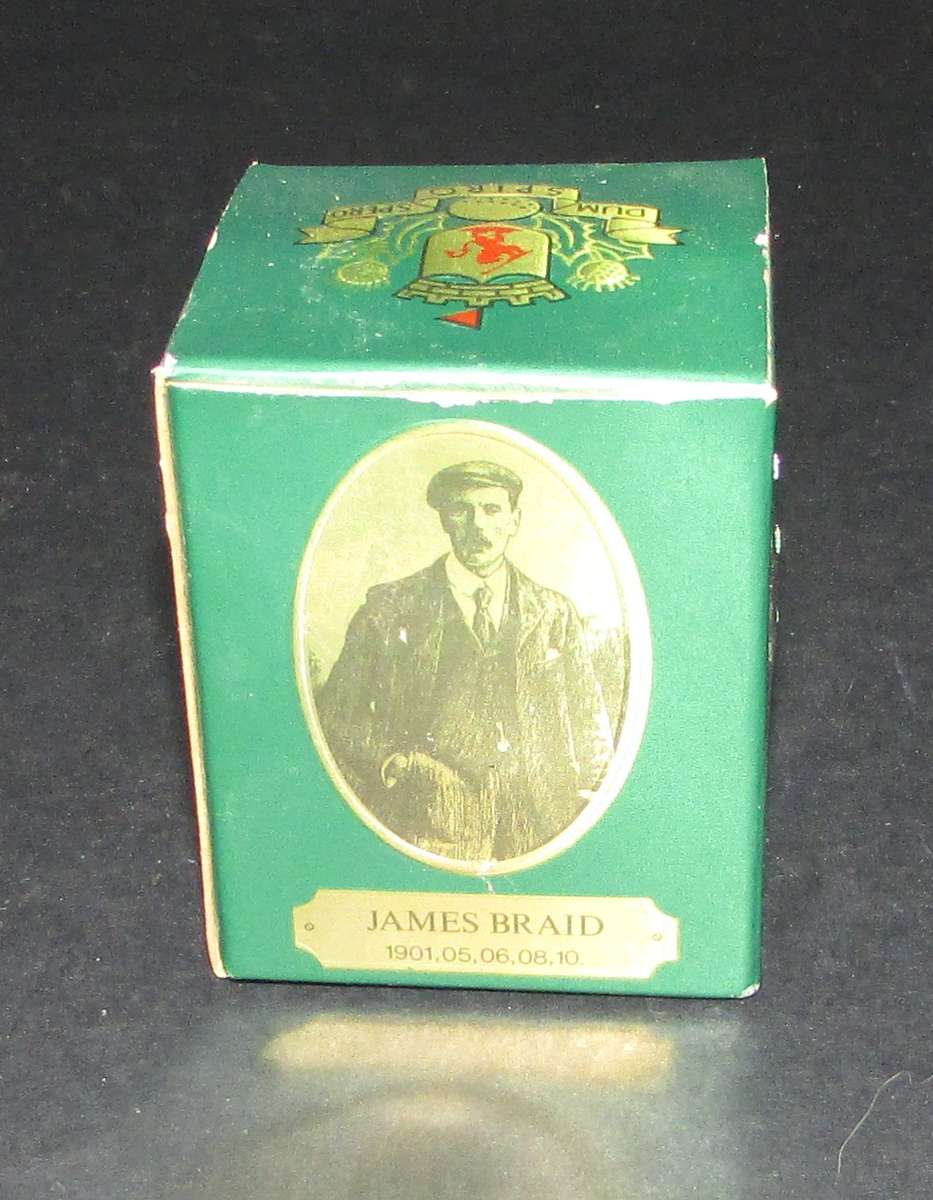 DUM SPIRO SPERO
JAMES BRAID
1901,05,06,08,10.